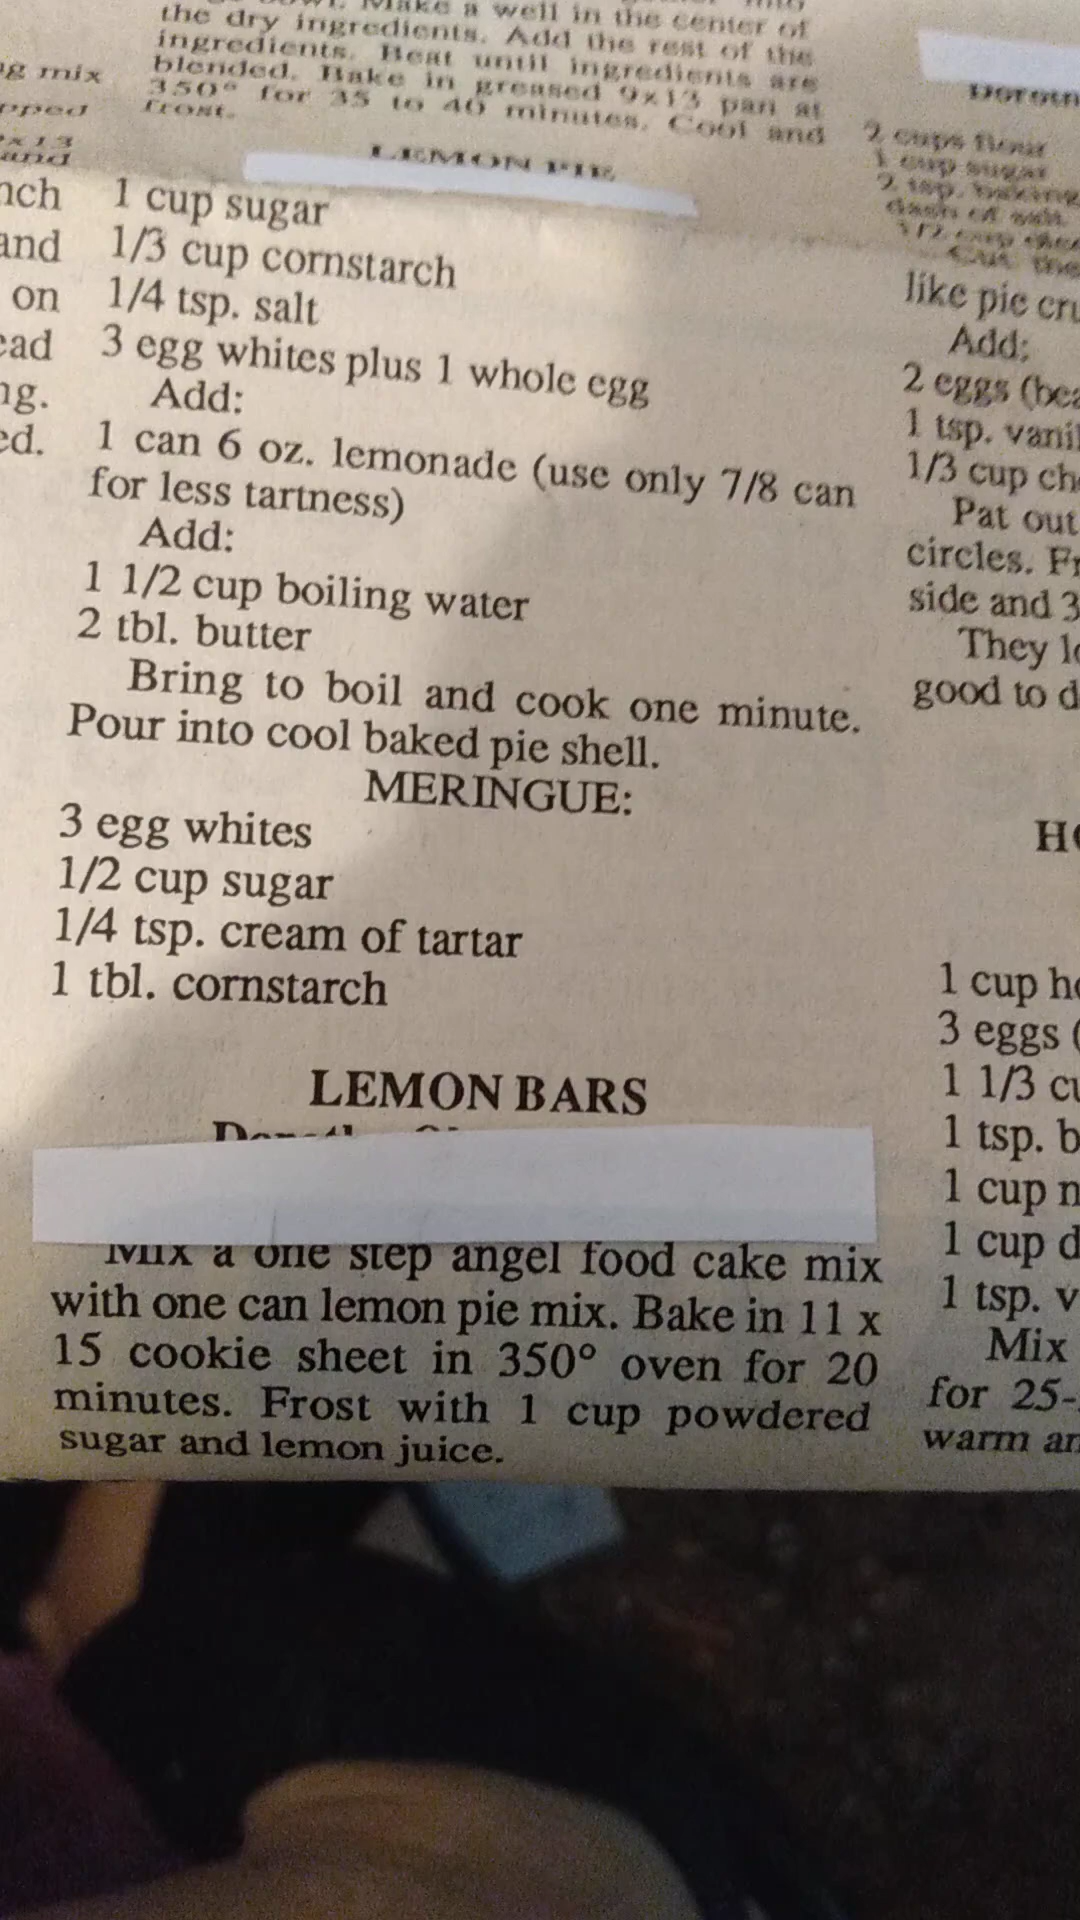 Make a well in the center of
the dry ingredients. Add the rest of the
ingredients. Beat until ingredients are
blended. Bake in greased 9x13 pan at
350° for 35 to 40 minutes. Cool and
frost.
LEMON PIE
1 cup sugar
1/3 cup cornstarch
1/4 tsp. salt
3 egg whites plus 1 whole egg
Add:
1 can 6 oz. lemonade (use only 7/8 can
for less tartness)
Add:
1 1/2 cup boiling water
2 tbl. butter
Bring to boil and cook one minute.
Pour into cool baked pie shell.
MERINGUE:
3 egg whites
1/2 cup sugar
1/4 tsp. cream of tartar
1 tbl. cornstarch
LEMON BARS
Mix a one step angel food cake mix
with one can lemon pie mix. Bake in 11 x
15 cookie sheet in 350° oven for 20
minutes. Frost with 1 cup powdered
sugar and lemon juice.
mix
and
and
on
2 cups flour
1 cup sugar
2 tsp. baking
dash of salt
1/2 cup
Cut the
like pie
Add:
2 eggs
1 tsp.
1/3 cup
Pat out
circles.
side and 3
They
good to
1 cup
3 eggs (
1 1/3
1 tsp.
1 cup
1 cup
1 tsp.
Mix
for 25-
warm